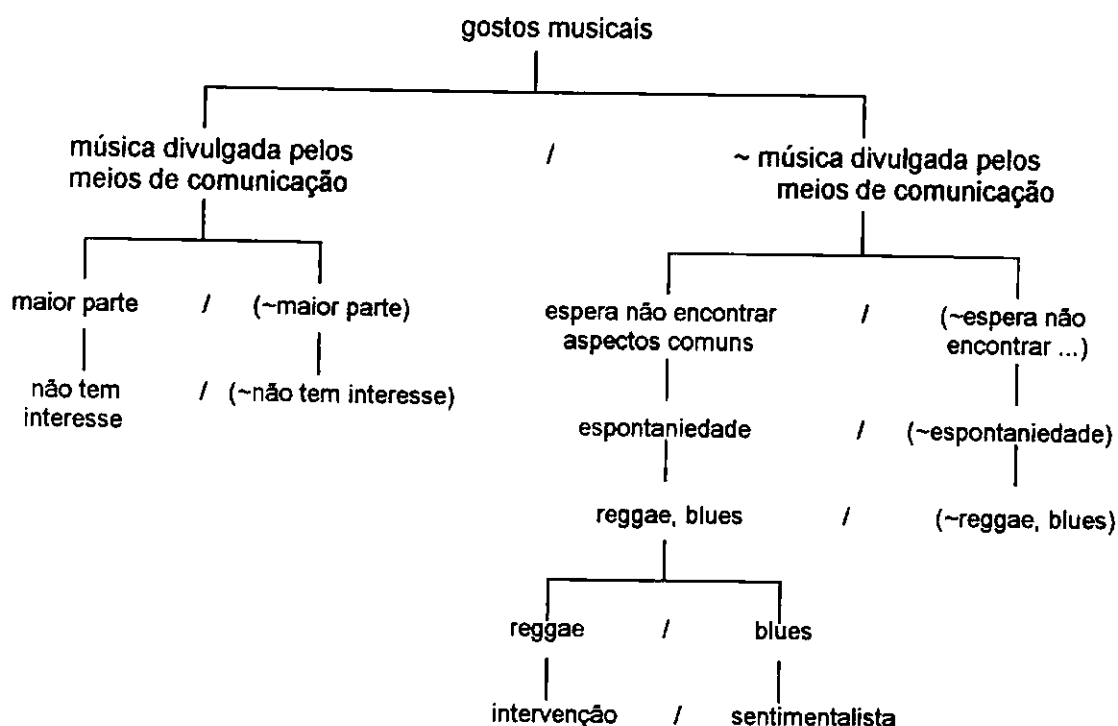 gostos musicais
música divulgada pelos / ~ música divulgada pelos
meios de comunicação meios de comunicação
maior parte / (~maior parte) espera não encontrar / (~espera não
aspectos comuns encontrar ...)
não tem / (~não tem interesse)
interesse
espontaniedade / (~espontaniedade)
reggae, blues / (~reggae, blues)
reggae / blues
intervenção / sentimentalista